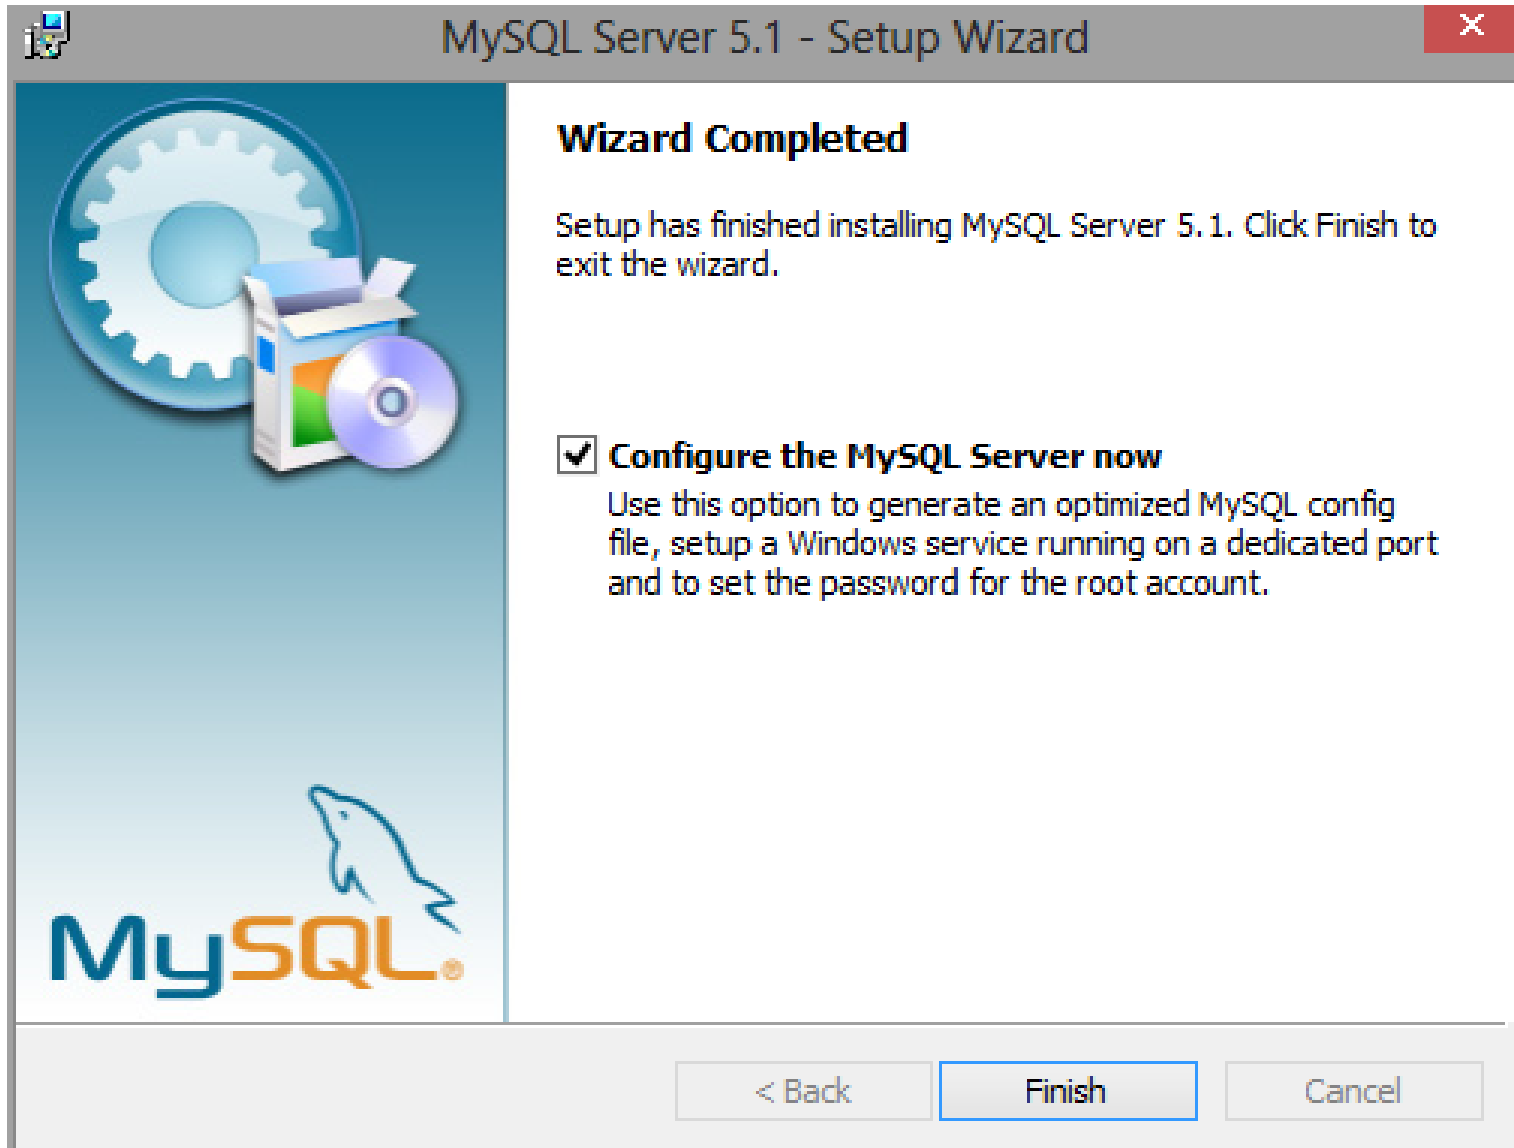 MySQL Server 5.1 - Setup Wizard
Wizard Completed
Setup has finished installing MySQL Server 5.1. Click Finish to
exit the wizard.
Configure the MySQL Server now
Use this option to generate an optimized MySQL config
file, setup a Windows service running on a dedicated port
and to set the password for the root account.
MySQL®
< Back
Finish
Cancel